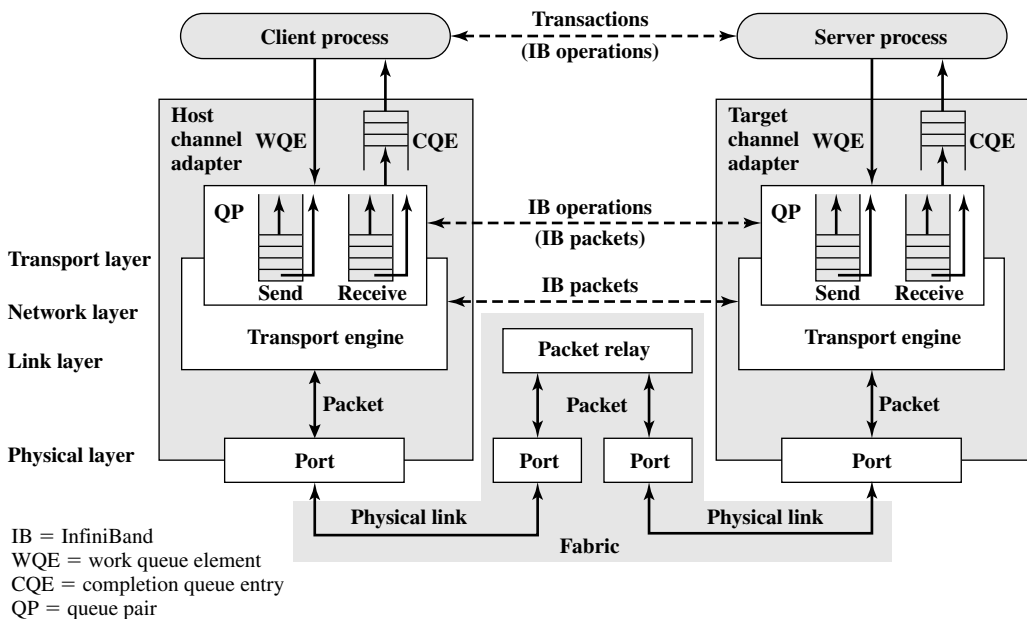 Client process
Transactions
(IB operations)
Server process
Host
channel
adapter
WQE
CQE
Target
channel
adapter
WQE
CQE
QP
Send
Receive
IB operations
(IB packets)
QP
Send
Receive
Transport layer
IB packets
Network layer
Transport engine
Packet relay
Transport engine
Link layer
Packet
Packet
Packet
Physical layer
Port
Port
Port
Port
Physical link
Physical link
Fabric
IB = InfiniBand
WQE = work queue element
CQE = completion queue entry
QP = queue pair